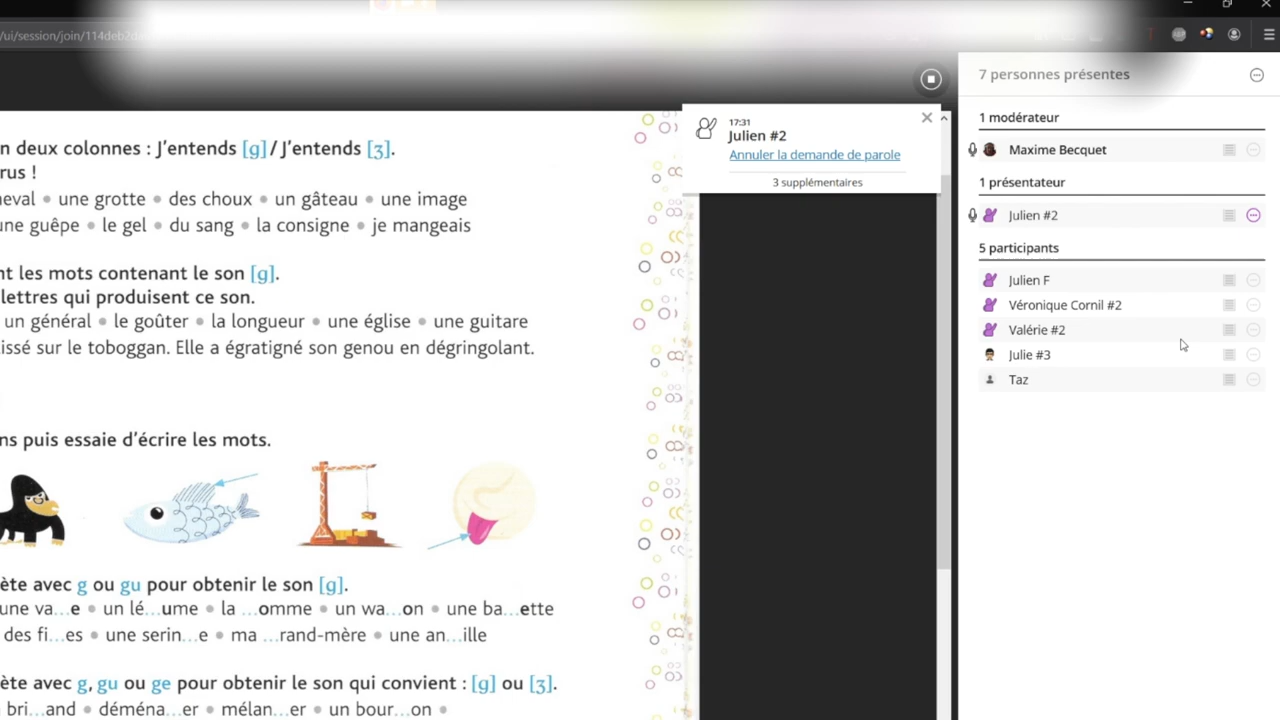 /ui/session/join/114deb2d
n deux colonnes : J'entends [g] / J'entends [ʒ].
rus !
eval • une grotte • des choux • un gâteau • une image
une guêpe • le gel • du sang • la consigne • je mangeais
nt les mots contenant le son [g].
lettres qui produisent ce son.
un général • le goûter • la longueur • une église • une guitare
issé sur le toboggan. Elle a égratigné son genou en dégringolant.
ns puis essaie d'écrire les mots.
ète avec g ou gu pour obtenir le son [g].
une va...e • un lé...ume • la ...omme • un wa...on • une ba...ette
des fi...es • une serin...e • ma ...rand-mère • une an...ille
ète avec g, gu ou ge pour obtenir le son qui convient : [g] ou [ʒ].
bri...and • déména...er • mélan...er • un bour...on •
17:31
Julien #2
Annuler la demande de parole
3 supplémentaires
7 personnes présentes
1 modérateur
Maxime Becquet
1 présentateur
Julien #2
5 participants
Julien F
Véronique Cornil #2
Valérie #2
Julie #3
Taz